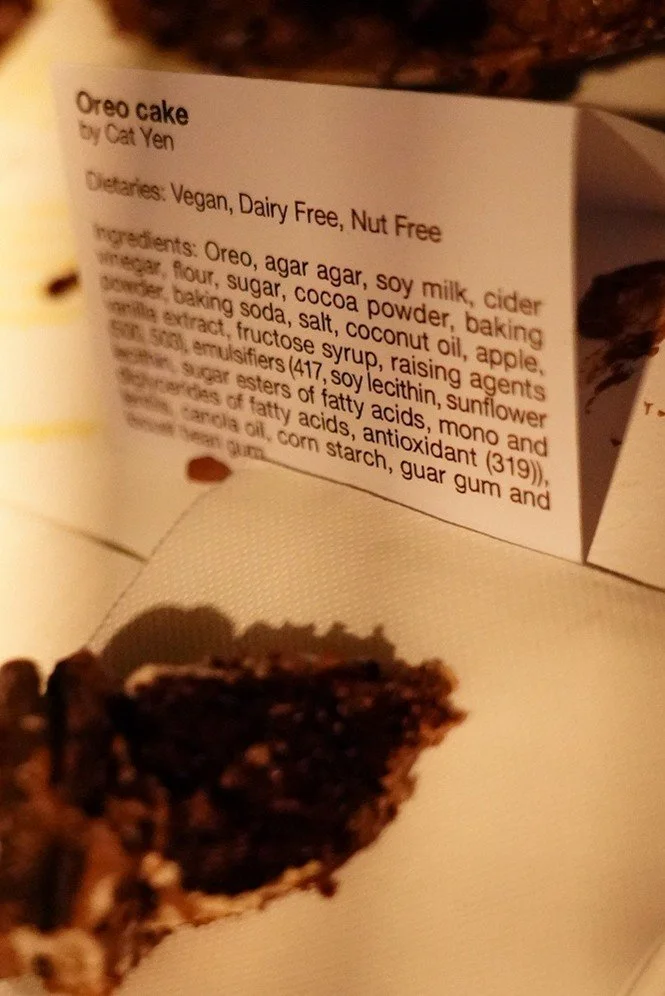 Oreo cake
by Cat Yen
Dietaries: Vegan, Dairy Free, Nut Free
Ingredients: Oreo, agar agar, soy milk, cider
vinegar, flour, sugar, cocoa powder, baking
powder, baking soda, salt, coconut oil, apple,
vanilla extract, fructose syrup, raising agents
500, 503), emulsifiers (417, soy lecithin, sunflower
lecithin, sugar esters of fatty acids, mono and
diglycerides of fatty acids, antioxidant (319)),
canola oil, corn starch, guar gum and
bean gum